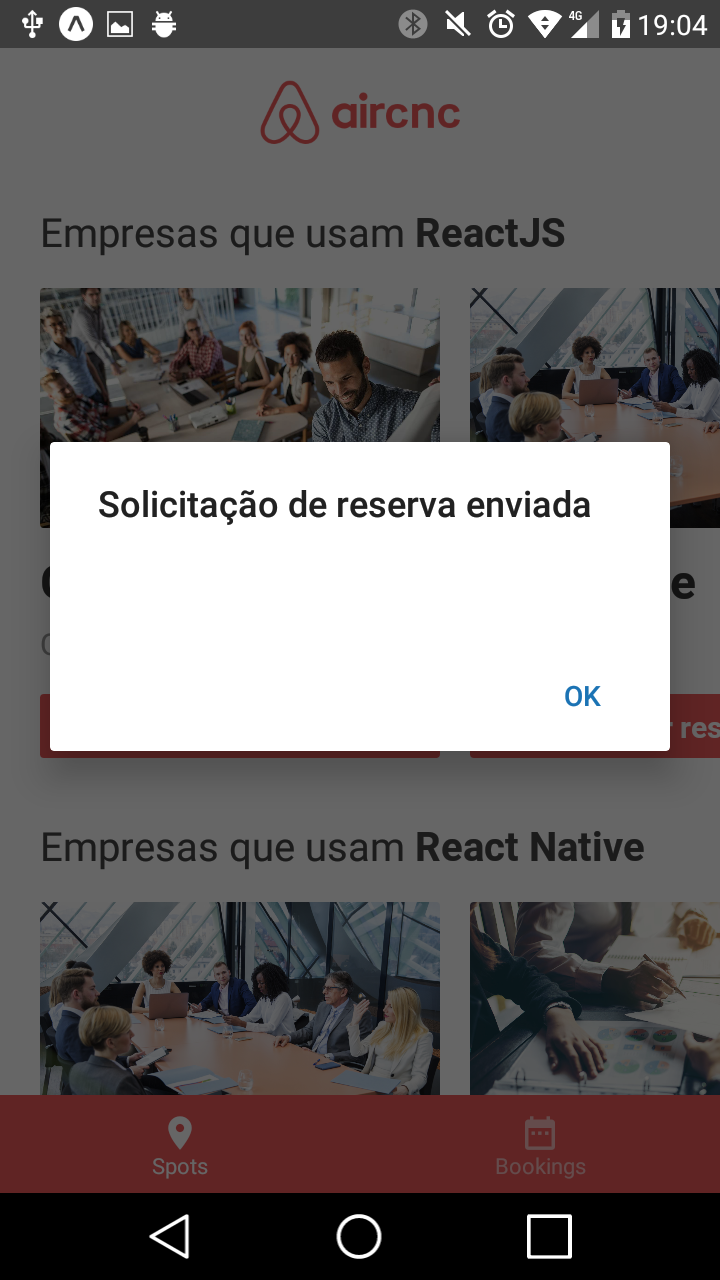 4G 19:04
aircnc
Empresas que usam ReactJS
Solicitação de reserva enviada
OK
Empresas que usam React Native
Spots
Bookings